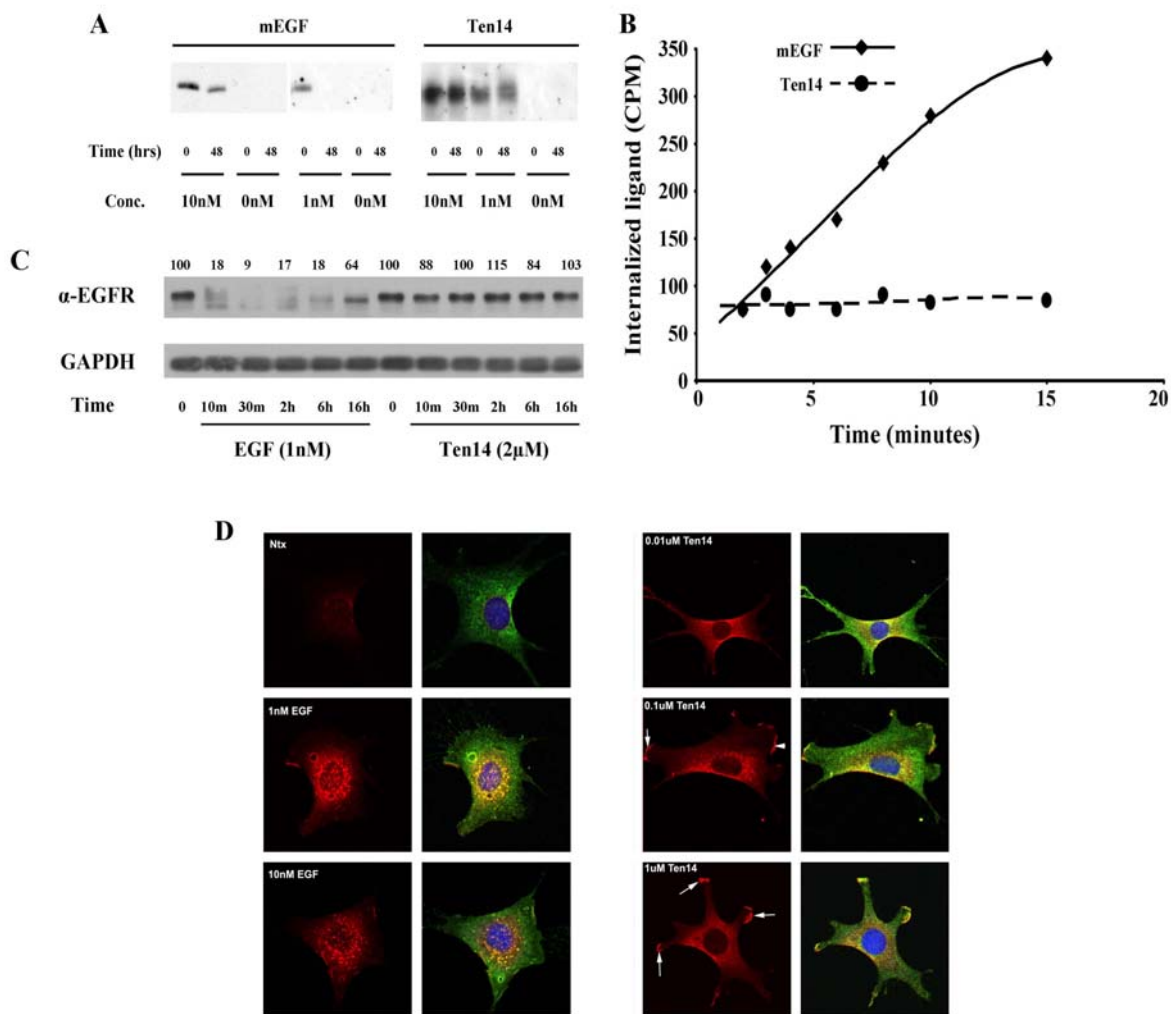 A
mEGF
Ten14
Time (hrs)
0 48 0 48 0 48 0 48 0 48 0 48 0 48
Conc.
10nM 0nM 1nM 0nM 10nM 1nM 0nM
B
mEGF
Ten14
Internalized ligand (CPM)
350
300
250
200
150
100
50
0
0 5 10 15 20
Time (minutes)
C
100 18 9 17 18 64 100 88 100 115 84 103
α-EGFR
GAPDH
Time
0 10m 30m 2h 6h 16h 0 10m 30m 2h 6h 16h
EGF (1nM)
Ten14 (2μM)
D
Ntx
0.01uM Ten14
1nM EGF
0.1uM Ten14
10nM EGF
1uM Ten14